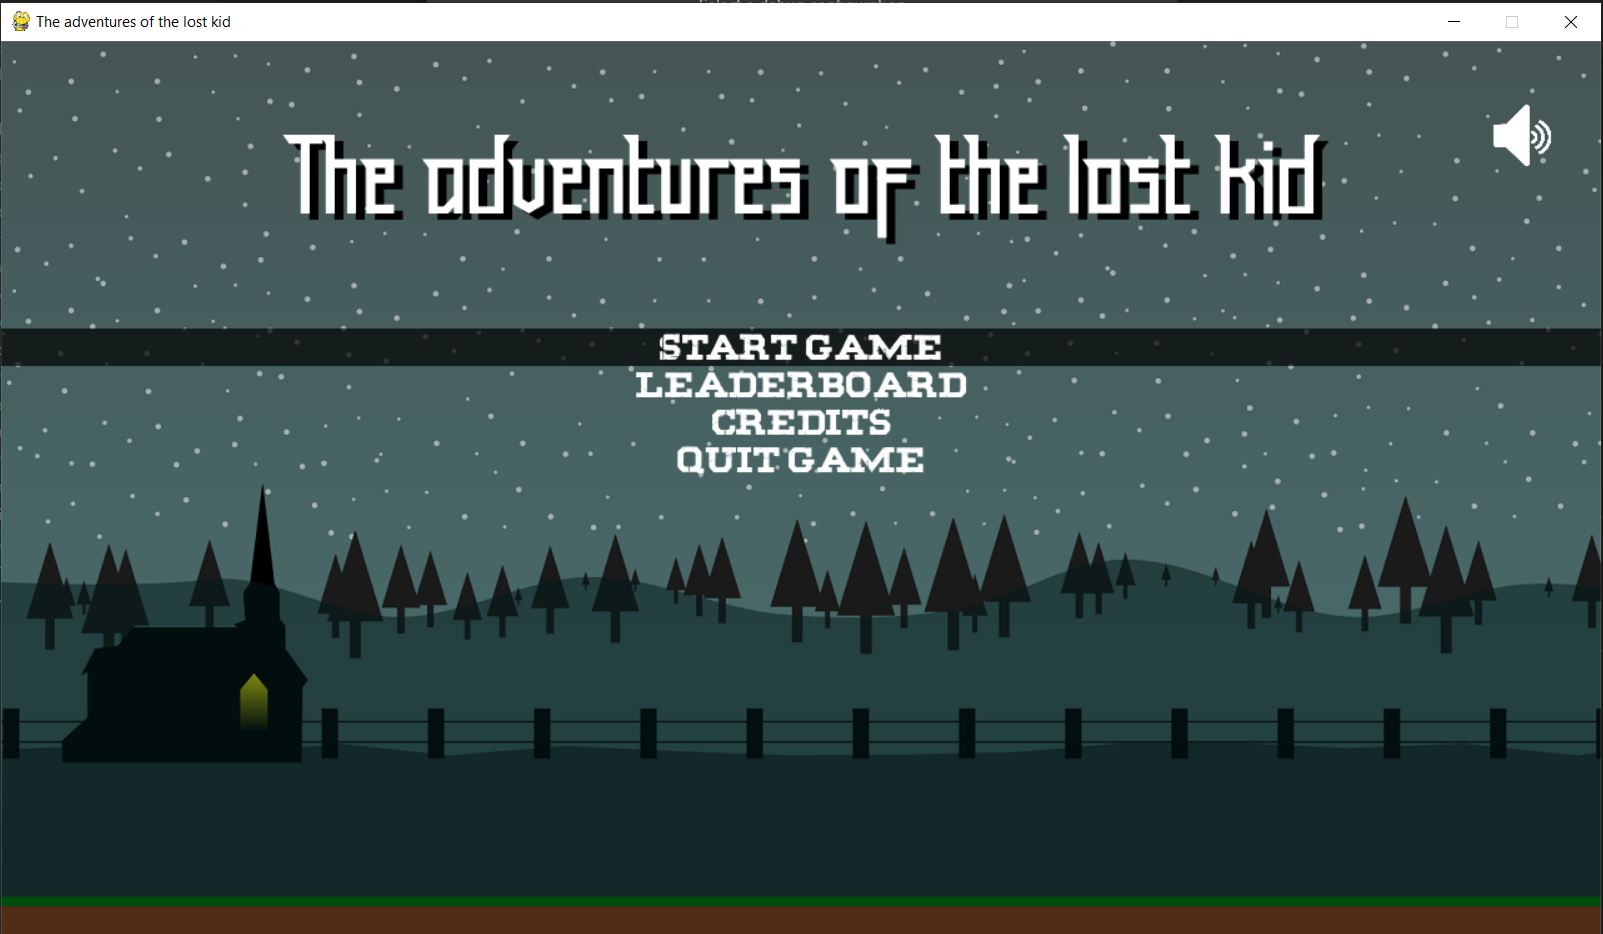 The adventures of the lost kid
The adventures of the lost kid
START GAME
LEADERBOARD
CREDITS
QUIT GAME